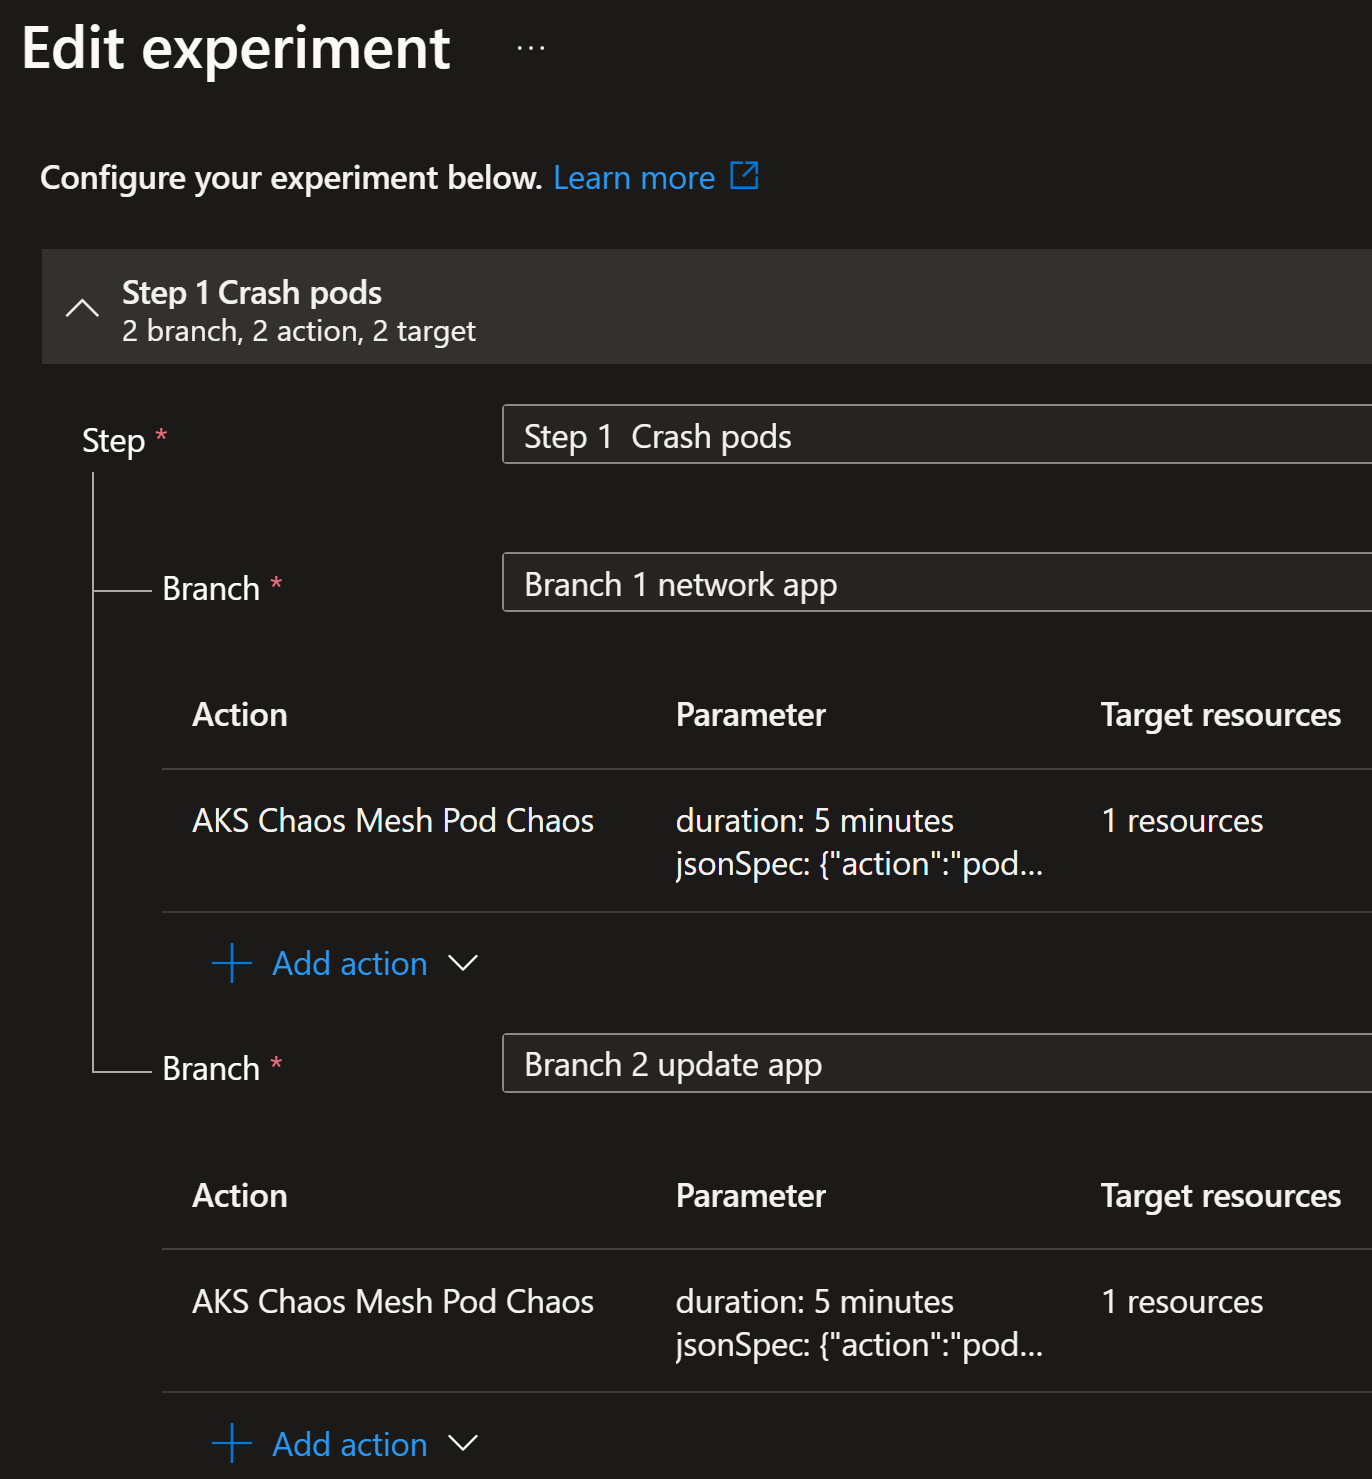 Edit experiment ...
Configure your experiment below. Learn more
Step 1 Crash pods
2 branch, 2 action, 2 target
Step * Step 1  Crash pods
Branch * Branch 1 network app
Action Parameter Target resources
AKS Chaos Mesh Pod Chaos duration: 5 minutes 1 resources
jsonSpec: {"action":"pod...
Add action
Branch * Branch 2 update app
Action Parameter Target resources
AKS Chaos Mesh Pod Chaos duration: 5 minutes 1 resources
jsonSpec: {"action":"pod...
Add action